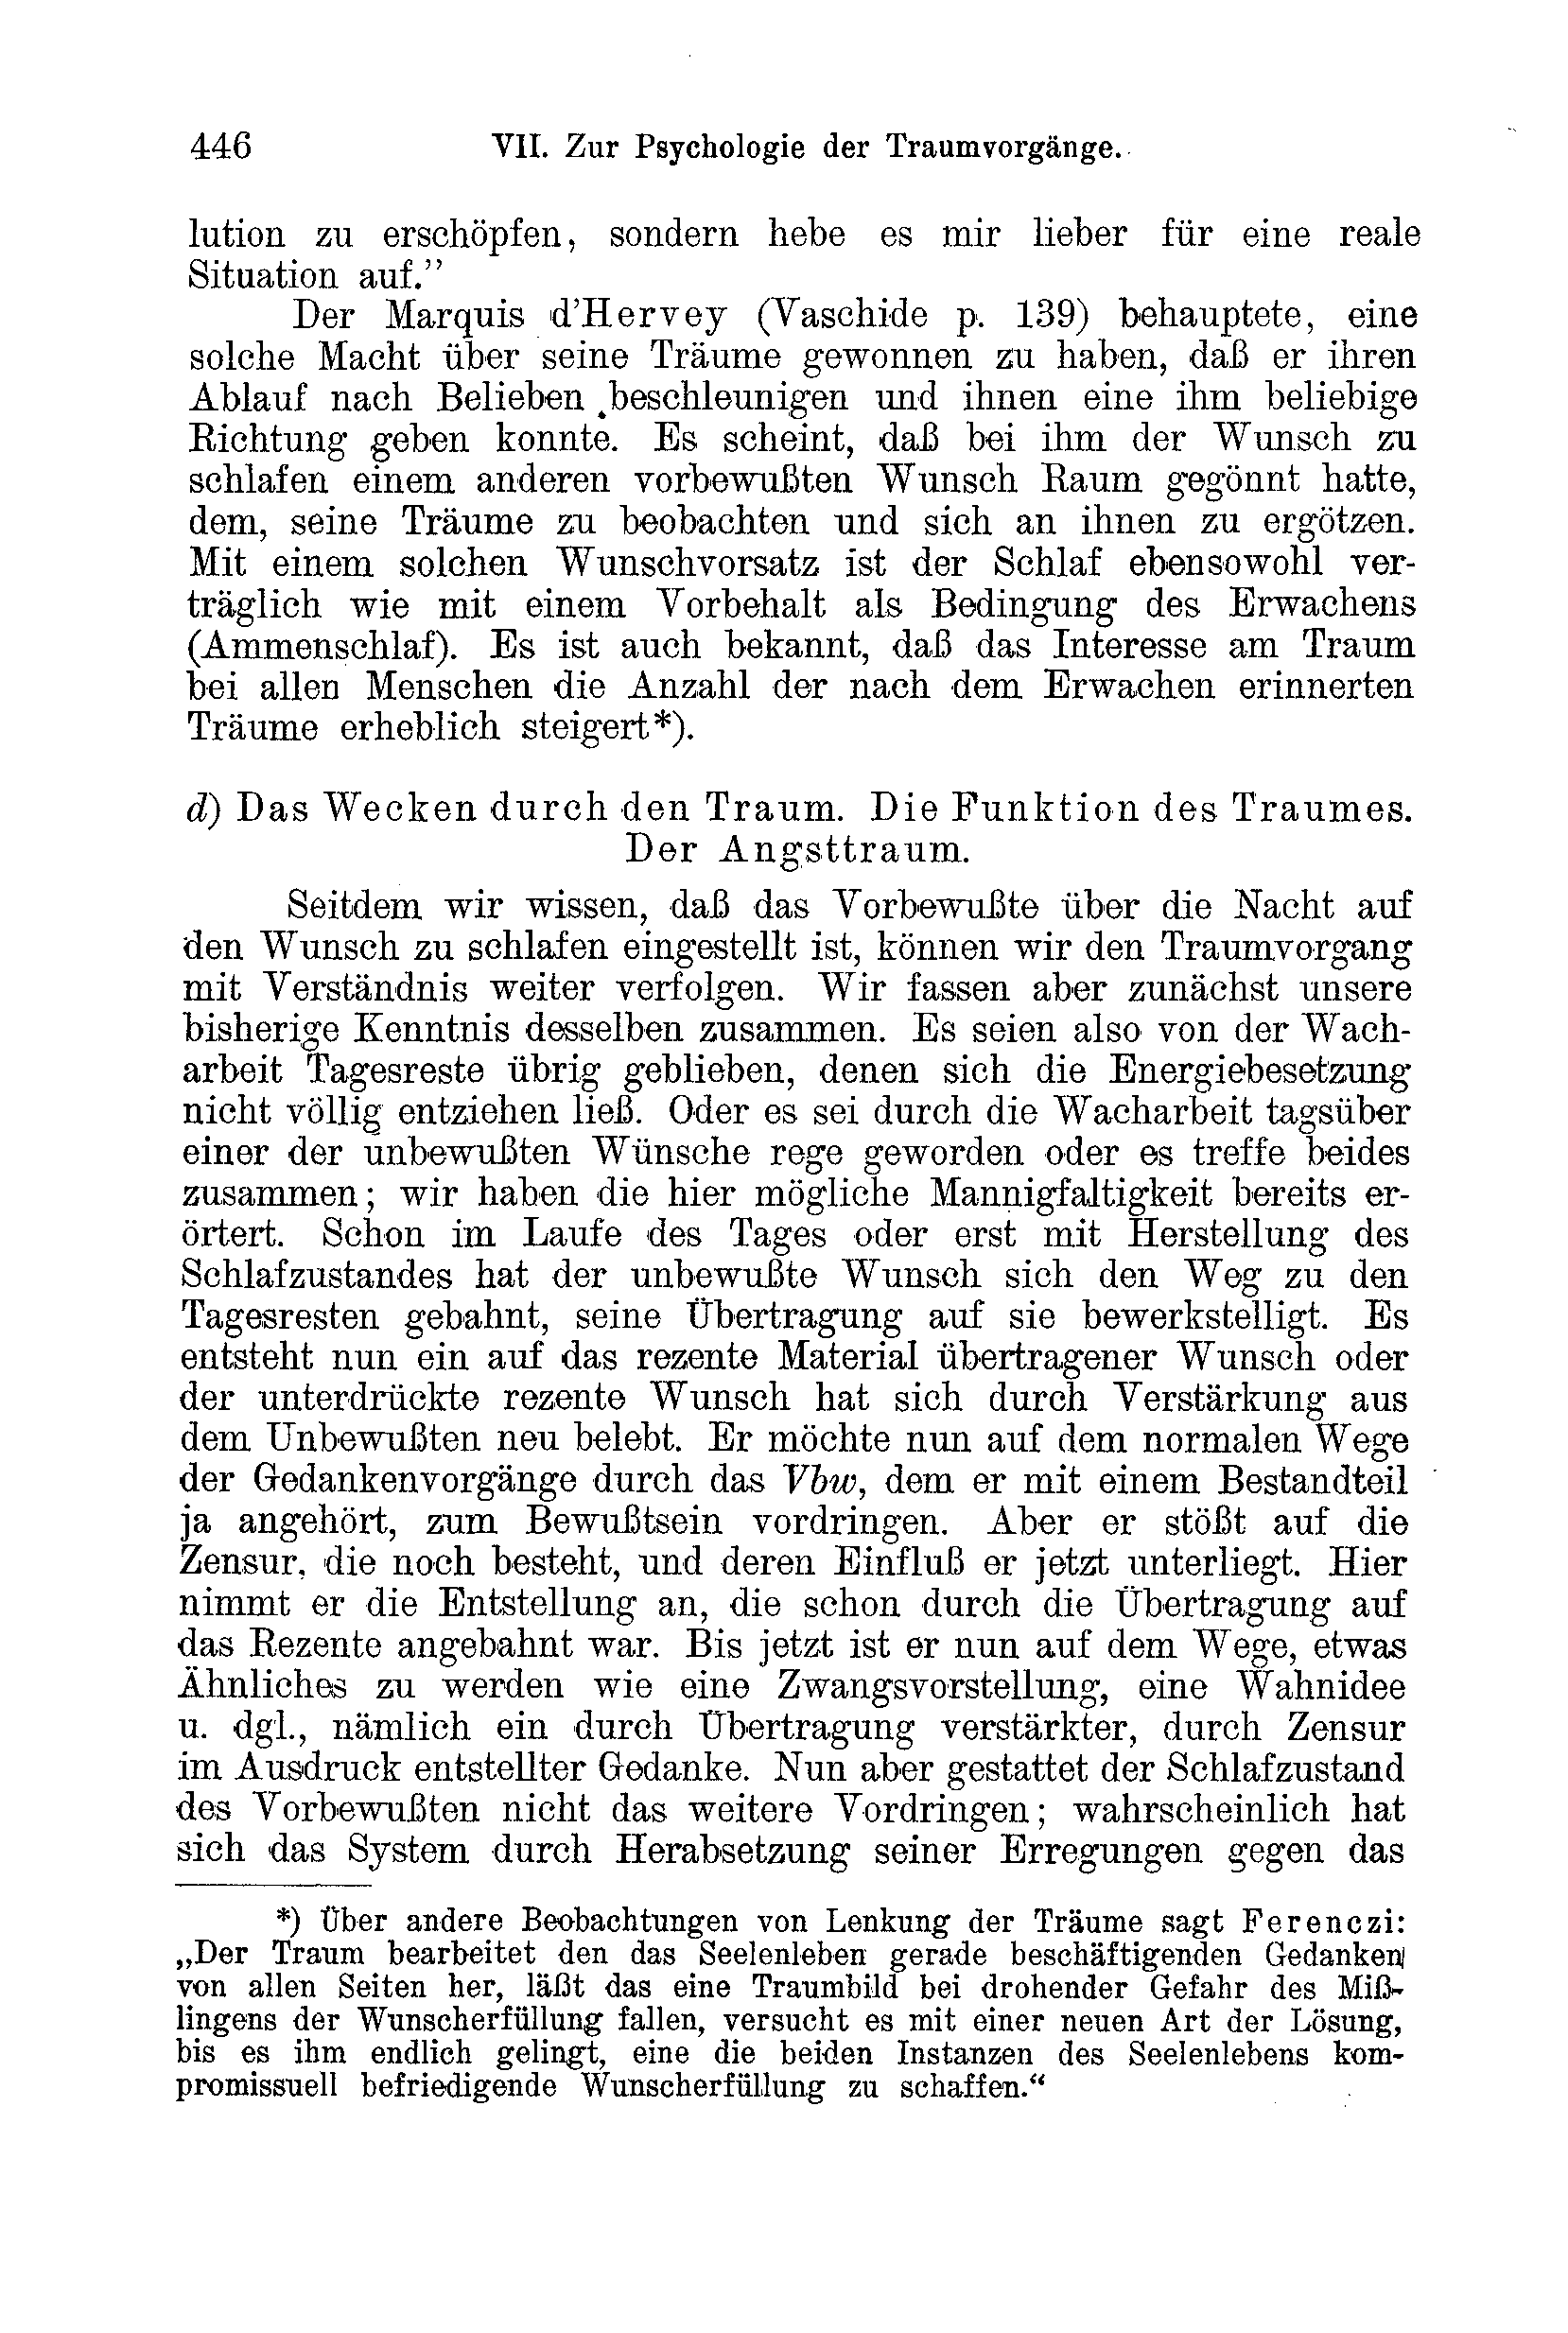 446 VII. Zur Psychologie der Traumvorgänge.
lution zu erschöpfen, sondern hebe es mir lieber für eine reale
Situation auf.”
Der Marquis d’Hervey (Vaschide p. 139) behauptete, eine
solche Macht über seine Träume gewonnen zu haben, daß er ihren
Ablauf nach Belieben beschleunigen und ihnen eine ihm beliebige
Richtung geben konnte. Es scheint, daß bei ihm der Wunsch zu
schlafen einem anderen vorbewußten Wunsch Raum gegönnt hatte,
dem, seine Träume zu beobachten und sich an ihnen zu ergötzen.
Mit einem solchen Wunschvorsatz ist der Schlaf ebensowohl ver-
träglich wie mit einem Vorbehalt als Bedingung des Erwachens
(Ammenschlaf). Es ist auch bekannt, daß das Interesse am Traum
bei allen Menschen die Anzahl der nach dem Erwachen erinnerten
Träume erheblich steigert*).
d) Das Wecken durch den Traum. Die Funktion des Traumes.
Der Angsttraum.
Seitdem wir wissen, daß das Vorbewußte über die Nacht auf
den Wunsch zu schlafen eingestellt ist, können wir den Traumvorgang
mit Verständnis weiter verfolgen. Wir fassen aber zunächst unsere
bisherige Kenntnis desselben zusammen. Es seien also von der Wach-
arbeit Tagesreste übrig geblieben, denen sich die Energiebesetzung
nicht völlig entziehen ließ. Oder es sei durch die Wacharbeit tagsüber
einer der unbewußten Wünsche rege geworden oder es treffe beides
zusammen; wir haben die hier mögliche Mannigfaltigkeit bereits er-
örtert. Schon im Laufe des Tages oder erst mit Herstellung des
Schlafzustandes hat der unbewußte Wunsch sich den Weg zu den
Tagesresten gebahnt, seine Übertragung auf sie bewerkstelligt. Es
entsteht nun ein auf das rezente Material übertragener Wunsch oder
der unterdrückte rezente Wunsch hat sich durch Verstärkung aus
dem Unbewußten neu belebt. Er möchte nun auf dem normalen Wege
der Gedankenvorgänge durch das Vbw, dem er mit einem Bestandteil
ja angehört, zum Bewußtsein vordringen. Aber er stößt auf die
Zensur, die noch besteht, und deren Einfluß er jetzt unterliegt. Hier
nimmt er die Entstellung an, die schon durch die Übertragung auf
das Rezente angebahnt war. Bis jetzt ist er nun auf dem Wege, etwas
Ähnliches zu werden wie eine Zwangsvorstellung, eine Wahnidee
u. dgl., nämlich ein durch Übertragung verstärkter, durch Zensur
im Ausdruck entstellter Gedanke. Nun aber gestattet der Schlafzustand
des Vorbewußten nicht das weitere Vordringen; wahrscheinlich hat
sich das System durch Herabsetzung seiner Erregungen gegen das
*) Über andere Beobachtungen von Lenkung der Träume sagt Ferenczi:
„Der Traum bearbeitet den das Seelenleben gerade beschäftigenden Gedanken
von allen Seiten her, läßt das eine Traumbild bei drohender Gefahr des Miß-
lingens der Wunscherfüllung fallen, versucht es mit einer neuen Art der Lösung,
bis es ihm endlich gelingt, eine die beiden Instanzen des Seelenlebens kom-
promissuell befriedigende Wunscherfüllung zu schaffen.“